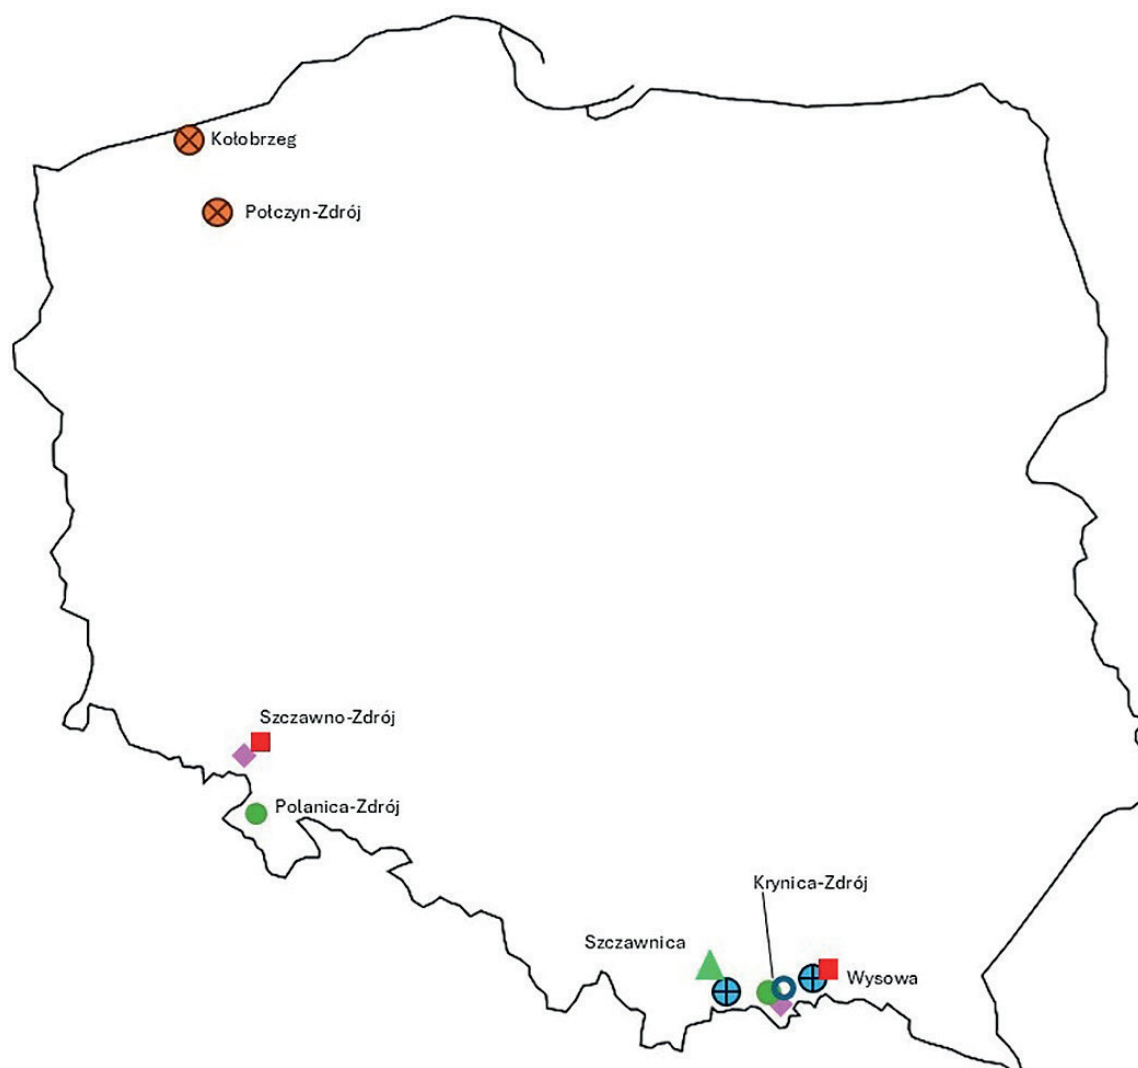 Kołobrzeg
Połczyn-Zdrój
Szczawno-Zdrój
Polanica-Zdrój
Krynica-Zdrój
Szczawnica
Wysowa